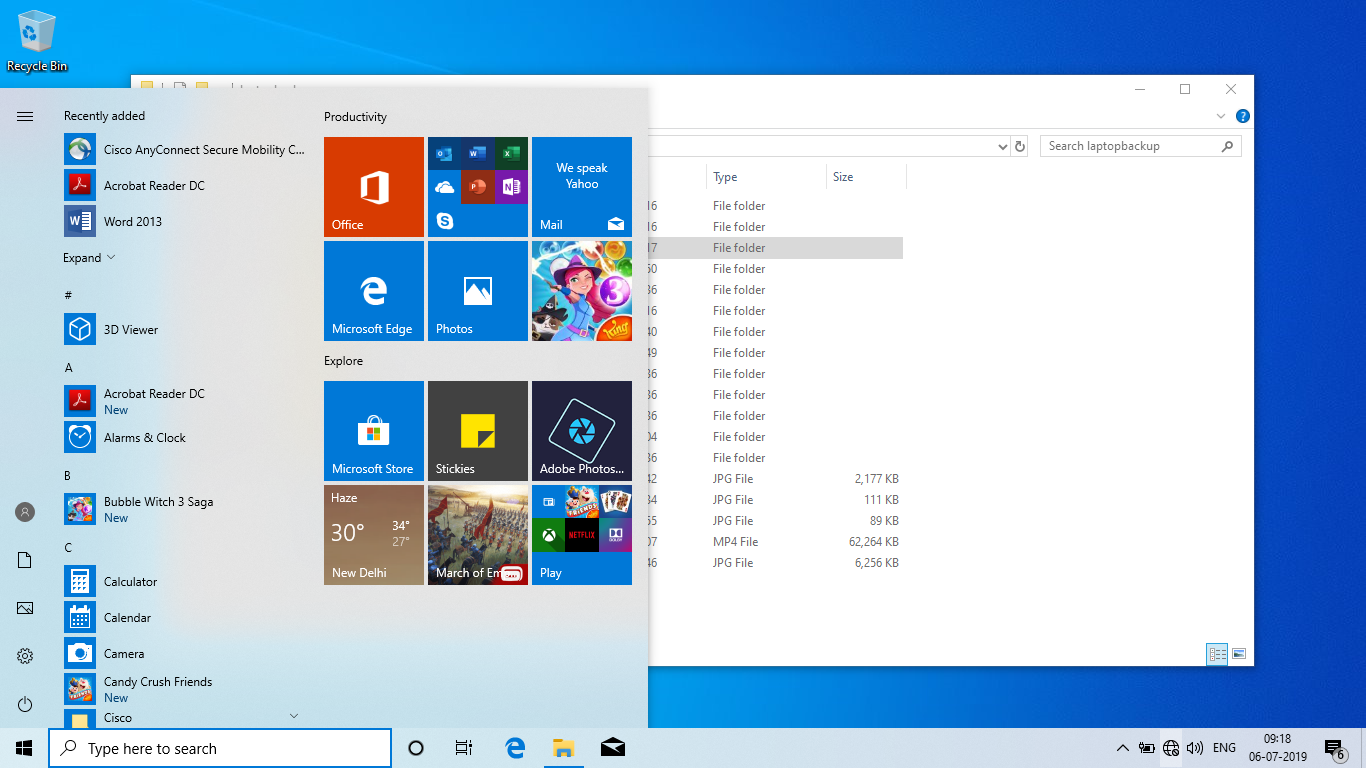 Recycle Bin
Recently added
Cisco AnyConnect Secure Mobility C...
Acrobat Reader DC
Word 2013
Expand
#
3D Viewer
A
Acrobat Reader DC
New
Alarms & Clock
B
Bubble Witch 3 Saga
New
C
Calculator
Calendar
Camera
Candy Crush Friends
New
Cisco
Productivity
Office
We speak
Yahoo
Mail
Microsoft Edge
Photos
3
King
Explore
Microsoft Store
Stickies
Adobe Photos...
Haze
30° 34°
27°
New Delhi
March of Em
FRIENDS
NETFLIX
DOLBY
Play
Search laptopbackup
Type Size
16 File folder
16 File folder
17 File folder
50 File folder
36 File folder
16 File folder
40 File folder
49 File folder
36 File folder
36 File folder
36 File folder
04 File folder
36 File folder
42 JPG File 2,177 KB
34 JPG File 111 KB
55 JPG File 89 KB
07 MP4 File 62,264 KB
46 JPG File 6,256 KB
Type here to search
ENG
09:18
06-07-2019
6